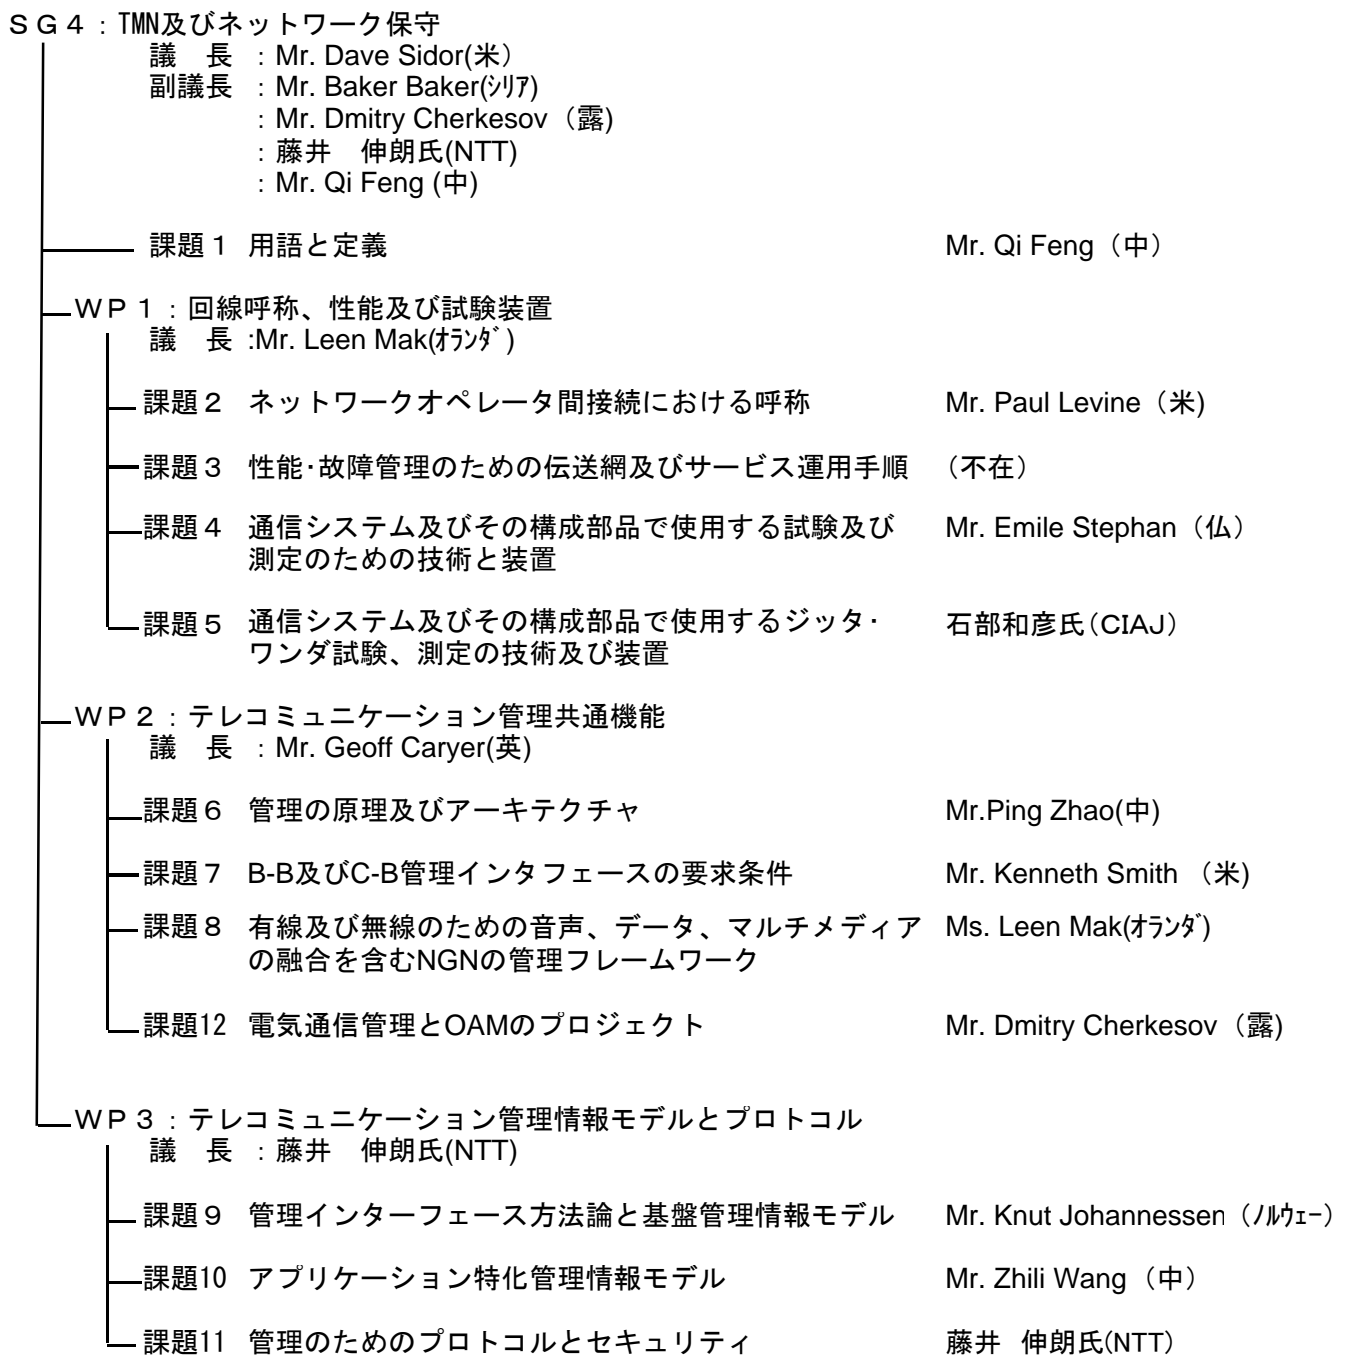 ＳＧ４：TMN及びネットワーク保守
議　長　：Mr. Dave Sidor(米）
副議長　：Mr. Baker Baker(ｼﾘｱ)
：Mr. Dmitry Cherkesov（露)
：藤井　伸朗氏(NTT)
：Mr. Qi Feng (中)
課題１　用語と定義　Mr. Qi Feng（中）
ＷＰ１：回線呼称、性能及び試験装置
議　長　:Mr. Leen Mak(ｵﾗﾝﾀﾞ)
課題２　ネットワークオペレータ間接続における呼称　Mr. Paul Levine（米)
課題３　性能･故障管理のための伝送網及びサービス運用手順　（不在）
課題４　通信システム及びその構成部品で使用する試験及び　Mr. Emile Stephan（仏）
測定のための技術と装置
課題５　通信システム及びその構成部品で使用するジッタ･　石部和彦氏（CIAJ）
ワンダ試験、測定の技術及び装置
ＷＰ２：テレコミュニケーション管理共通機能
議　長　：Mr. Geoff Caryer(英)
課題６　管理の原理及びアーキテクチャ　Mr.Ping Zhao(中)
課題７　B-B及びC-B管理インタフェースの要求条件　Mr. Kenneth Smith （米)
課題８　有線及び無線のための音声、データ、マルチメディア　Ms. Leen Mak(ｵﾗﾝﾀﾞ)
の融合を含むNGNの管理フレームワーク
課題12　電気通信管理とOAMのプロジェクト　Mr. Dmitry Cherkesov（露)
ＷＰ３：テレコミュニケーション管理情報モデルとプロトコル
議　長　：藤井　伸朗氏(NTT)
課題９　管理インターフェース方法論と基盤管理情報モデル　Mr. Knut Johannessen（ﾉﾙｳｪｰ）
課題10　アプリケーション特化管理情報モデル　Mr. Zhili Wang（中）
課題11　管理のためのプロトコルとセキュリティ　藤井　伸朗氏(NTT）